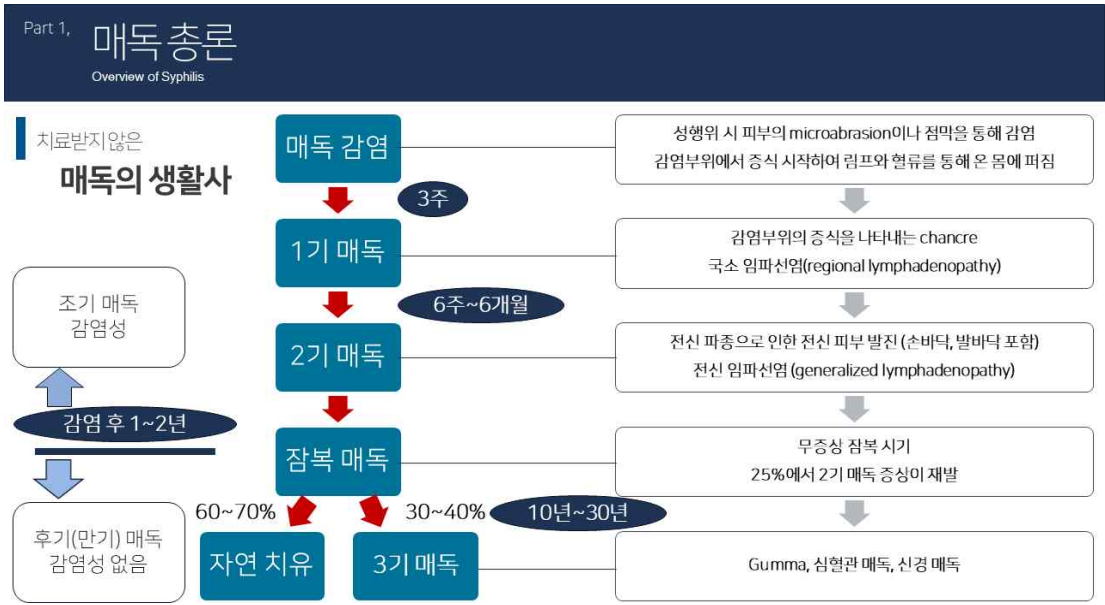 Part 1,
매독 총론
Overview of Syphilis
치료받지 않은
매독의 생활사
매독 감염
성행위 시 피부의 microabrasion이나 점막을 통해 감염
감염부위에서 증식 시작하여 림프와 혈류를 통해 온 몸에 퍼짐
3주
1기 매독
감염부위의 증식을 나타내는 chancre
국소 임파선염(regional lymphadenopathy)
6주~6개월
2기 매독
전신 파종으로 인한 전신 피부 발진 (손바닥, 발바닥 포함)
전신 임파선염 (generalized lymphadenopathy)
조기 매독
감염성
감염 후 1~2년
후기(만기) 매독
감염성 없음
잠복 매독
무증상 잠복 시기
25%에서 2기 매독 증상이 재발
60~70%
30~40%
10년~30년
자연 치유
3기 매독
Gumma, 심혈관 매독, 신경 매독